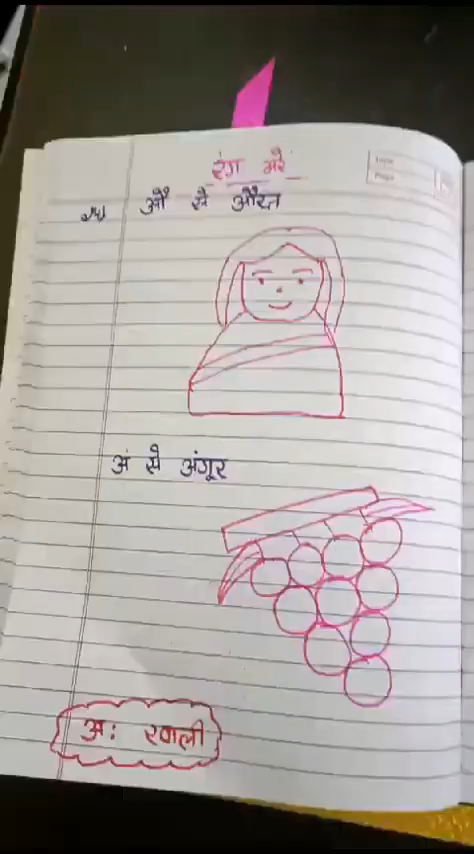 रंग भरे
औ से औरत
अं से अंगूर
अः खाली